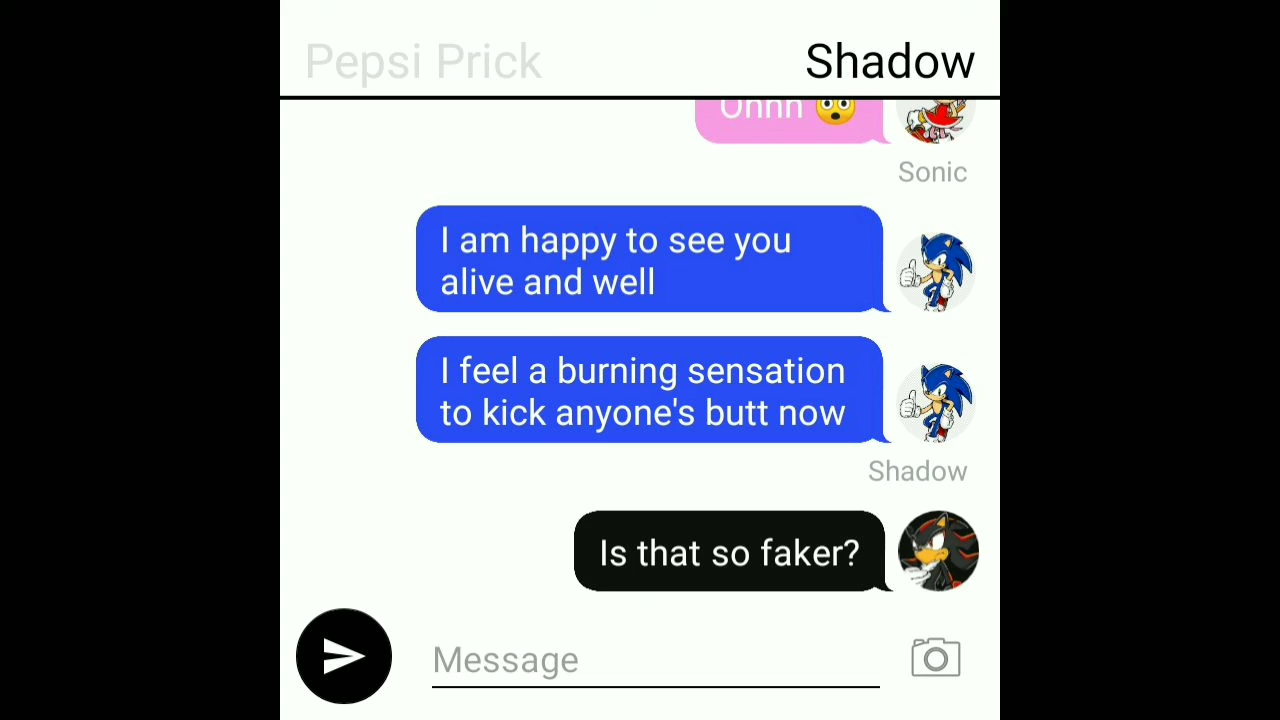 Pepsi Prick
Shadow
Ohhh 😲
Sonic
I am happy to see you
alive and well
I feel a burning sensation
to kick anyone's butt now
Shadow
Is that so faker?
Message